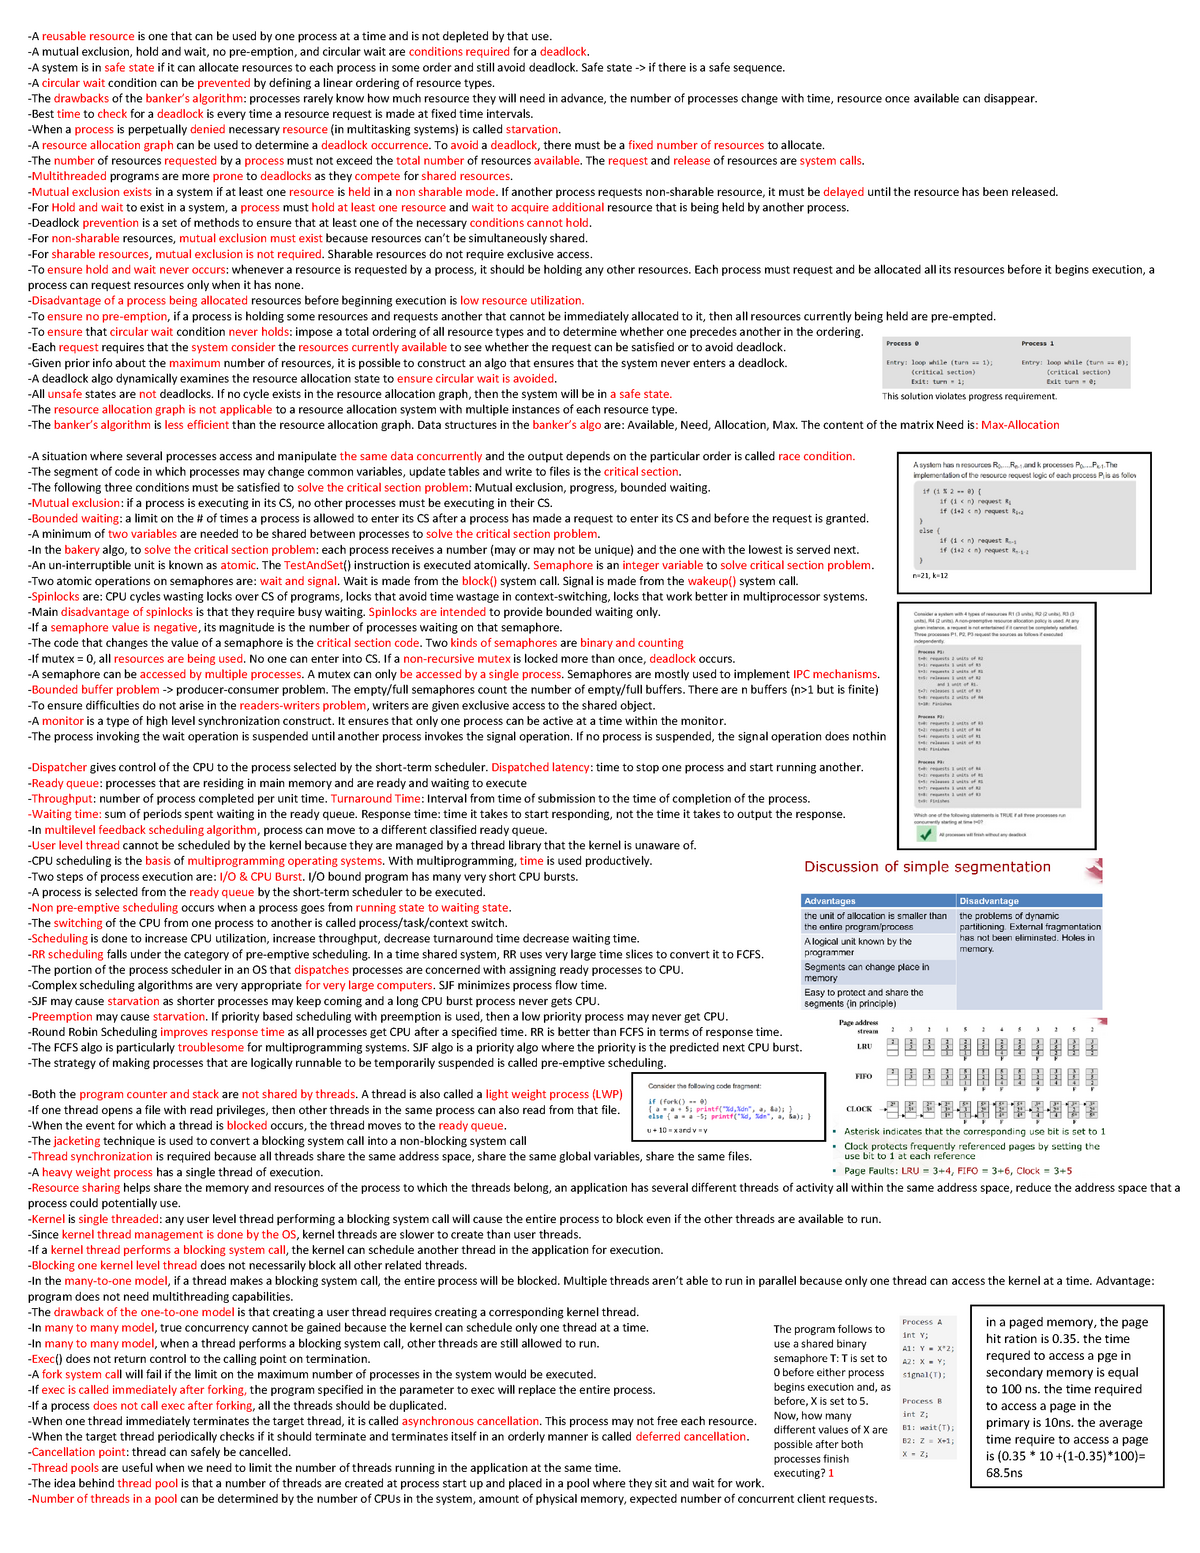 -A reusable resource is one that can be used by one process at a time and is not depleted by that use.
-A mutual exclusion, hold and wait, no pre-emption, and circular wait are conditions required for a deadlock.
-A system is in safe state if it can allocate resources to each process in some order and still avoid deadlock. Safe state -> if there is a safe sequence.
-A circular wait condition can be prevented by defining a linear ordering of resource types.
-The drawbacks of the banker's algorithm: processes rarely know how much resource they will need in advance, the number of processes change with time, resource once available can disappear.
-Best time to check for a deadlock is every time a resource request is made at fixed time intervals.
-When a process is perpetually denied necessary resource (in multitasking systems) is called starvation.
-A resource allocation graph can be used to determine a deadlock occurrence. To avoid a deadlock, there must be a fixed number of resources to allocate.
-The number of resources requested by a process must not exceed the total number of resources available. The request and release of resources are system calls.
-Multithreaded programs are more prone to deadlocks as they compete for shared resources.
-Mutual exclusion exists in a system if at least one resource is held in a non sharable mode. If another process requests non-sharable resource, it must be delayed until the resource has been released.
-For Hold and wait to exist in a system, a process must hold at least one resource and wait to acquire additional resource that is being held by another process.
-Deadlock prevention is a set of methods to ensure that at least one of the necessary conditions cannot hold.
-For non-sharable resources, mutual exclusion must exist because resources can't be simultaneously shared.
-For sharable resources, mutual exclusion is not required. Sharable resources do not require exclusive access.
-To ensure hold and wait never occurs: whenever a resource is requested by a process, it should be holding any other resources. Each process must request and be allocated all its resources before it begins execution, a
process can request resources only when it has none.
-Disadvantage of a process being allocated resources before beginning execution is low resource utilization.
-To ensure no pre-emption, if a process is holding some resources and requests another that cannot be immediately allocated to it, then all resources currently being held are pre-empted.
-To ensure that circular wait condition never holds: impose a total ordering of all resource types and to determine whether one precedes another in the ordering.
-Each request requires that the system consider the resources currently available to see whether the request can be satisfied or to avoid deadlock.
-Given prior info about the maximum number of resources, it is possible to construct an algo that ensures that the system never enters a deadlock.
-A deadlock algo dynamically examines the resource allocation state to ensure circular wait is avoided.
-All unsafe states are not deadlocks. If no cycle exists in the resource allocation graph, then the system will be in a safe state.
-The resource allocation graph is not applicable to a resource allocation system with multiple instances of each resource type.
-The banker's algorithm is less efficient than the resource allocation graph. Data structures in the banker's algo are: Available, Need, Allocation, Max. The content of the matrix Need is: Max-Allocation
Process 0 Process 1
Entry: loop while (turn == 1); Entry: loop while (turn == 0);
(critical section) (critical section)
Exit: turn = 1; Exit turn = 0;
This solution violates progress requirement.
-A situation where several processes access and manipulate the same data concurrently and the output depends on the particular order is called race condition.
-The segment of code in which processes may change common variables, update tables and write to files is the critical section.
-The following three conditions must be satisfied to solve the critical section problem: Mutual exclusion, progress, bounded waiting.
-Mutual exclusion: if a process is executing in its CS, no other processes must be executing in their CS.
-Bounded waiting: a limit on the # of times a process is allowed to enter its CS after a process has made a request to enter its CS and before the request is granted.
-A minimum of two variables are needed to be shared between processes to solve the critical section problem.
-In the bakery algo, to solve the critical section problem: each process receives a number (may or may not be unique) and the one with the lowest is served next.
-An un-interruptible unit is known as atomic. The TestAndSet() instruction is executed atomically. Semaphore is an integer variable to solve critical section problem.
-Two atomic operations on semaphores are: wait and signal. Wait is made from the block() system call. Signal is made from the wakeup() system call.
-Spinlocks are: CPU cycles wasting locks over CS of programs, locks that avoid time wastage in context-switching, locks that work better in multiprocessor systems.
-Main disadvantage of spinlocks is that they require busy waiting. Spinlocks are intended to provide bounded waiting only.
-If a semaphore value is negative, its magnitude is the number of processes waiting on that semaphore.
-The code that changes the value of a semaphore is the critical section code. Two kinds of semaphores are binary and counting
-If mutex = 0, all resources are being used. No one can enter into CS. If a non-recursive mutex is locked more than once, deadlock occurs.
-A semaphore can be accessed by multiple processes. A mutex can only be accessed by a single process. Semaphores are mostly used to implement IPC mechanisms.
-Bounded buffer problem -> producer-consumer problem. The empty/full semaphores count the number of empty/full buffers. There are n buffers (n>1 but is finite)
-To ensure difficulties do not arise in the readers-writers problem, writers are given exclusive access to the shared object.
-A monitor is a type of high level synchronization construct. It ensures that only one process can be active at a time within the monitor.
-The process invoking the wait operation is suspended until another process invokes the signal operation. If no process is suspended, the signal operation does nothin
A system has n resources R0,...,Rn-1,and k processes P0,...,Pk-1.The
implementation of the resource request logic of each process Pi is as follow
if (i % 2 == 0) {
if (i < n) request Ri
if (i+2 < n) request Ri+2
}
else {
if (i < n) request Rn-i
if (i+2 < n) request Rn-i-2
}
n=21, k=12
Consider a system with 4 types of resources R1 (3 units), R2 (2 units), R3 (3
units), R4 (2 units). A non-preemptive resource allocation policy is used. At any
given instance, a request is not entertained if it cannot be completely satisfied.
Three processes P1, P2, P3 request the sources as follows if executed
independently.
Process P1:
t=0: requests 2 units of R2
t=1: requests 1 unit of R3
t=3: requests 2 units of R1
t=5: releases 1 unit of R2
and 1 unit of R1.
t=7: releases 1 unit of R3
t=8: requests 2 units of R4
t=10: Finishes
Process P2:
t=0: requests 2 units of R3
t=2: requests 1 unit of R4
t=4: requests 1 unit of R1
t=6: releases 1 unit of R3
t=8: Finishes
Process P3:
t=0: requests 1 unit of R4
t=2: requests 2 units of R1
t=5: releases 2 units of R1
t=7: requests 1 unit of R2
t=8: requests 1 unit of R3
t=9: Finishes
Which one of the following statements is TRUE if all three processes run
concurrently starting at time t=0?
All processes will finish without any deadlock
-Dispatcher gives control of the CPU to the process selected by the short-term scheduler. Dispatched latency: time to stop one process and start running another.
-Ready queue: processes that are residing in main memory and are ready and waiting to execute
-Throughput: number of process completed per unit time. Turnaround Time: Interval from time of submission to the time of completion of the process.
-Waiting time: sum of periods spent waiting in the ready queue. Response time: time it takes to start responding, not the time it takes to output the response.
-In multilevel feedback scheduling algorithm, process can move to a different classified ready queue.
-User level thread cannot be scheduled by the kernel because they are managed by a thread library that the kernel is unaware of.
-CPU scheduling is the basis of multiprogramming operating systems. With multiprogramming, time is used productively.
-Two steps of process execution are: I/O & CPU Burst. I/O bound program has many very short CPU bursts.
-A process is selected from the ready queue by the short-term scheduler to be executed.
-Non pre-emptive scheduling occurs when a process goes from running state to waiting state.
-The switching of the CPU from one process to another is called process/task/context switch.
-Scheduling is done to increase CPU utilization, increase throughput, decrease turnaround time decrease waiting time.
-RR scheduling falls under the category of pre-emptive scheduling. In a time shared system, RR uses very large time slices to convert it to FCFS.
-The portion of the process scheduler in an OS that dispatches processes are concerned with assigning ready processes to CPU.
-Complex scheduling algorithms are very appropriate for very large computers. SJF minimizes process flow time.
-SJF may cause starvation as shorter processes may keep coming and a long CPU burst process never gets CPU.
-Preemption may cause starvation. If priority based scheduling with preemption is used, then a low priority process may never get CPU.
-Round Robin Scheduling improves response time as all processes get CPU after a specified time. RR is better than FCFS in terms of response time.
-The FCFS algo is particularly troublesome for multiprogramming systems. SJF algo is a priority algo where the priority is the predicted next CPU burst.
-The strategy of making processes that are logically runnable to be temporarily suspended is called pre-emptive scheduling.
Discussion of simple segmentation
Advantages Disadvantage
the unit of allocation is smaller than
the entire program/process
the problems of dynamic
partitioning. External fragmentation
has not been eliminated. Holes in
memory.
A logical unit known by the
programmer
Segments can change place in
memory
Easy to protect and share the
segments (in principle)
Page address
stream 2 3 2 1 5 2 4 5 3 2 5 2
LRU
FIFO
CLOCK
Asterisk indicates that the corresponding use bit is set to 1
Clock protects frequently referenced pages by setting the
use bit to 1 at each reference
Page Faults: LRU = 3+4, FIFO = 3+6, Clock = 3+5
-Both the program counter and stack are not shared by threads. A thread is also called a light weight process (LWP)
-If one thread opens a file with read privileges, then other threads in the same process can also read from that file.
-When the event for which a thread is blocked occurs, the thread moves to the ready queue.
-The jacketing technique is used to convert a blocking system call into a non-blocking system call
-Thread synchronization is required because all threads share the same address space, share the same global variables, share the same files.
-A heavy weight process has a single thread of execution.
-Resource sharing helps share the memory and resources of the process to which the threads belong, an application has several different threads of activity all within the same address space, reduce the address space that a
process could potentially use.
-Kernel is single threaded: any user level thread performing a blocking system call will cause the entire process to block even if the other threads are available to run.
-Since kernel thread management is done by the OS, kernel threads are slower to create than user threads.
-If a kernel thread performs a blocking system call, the kernel can schedule another thread in the application for execution.
-Blocking one kernel level thread does not necessarily block all other related threads.
-In the many-to-one model, if a thread makes a blocking system call, the entire process will be blocked. Multiple threads aren't able to run in parallel because only one thread can access the kernel at a time. Advantage:
program does not need multithreading capabilities.
-The drawback of the one-to-one model is that creating a user thread requires creating a corresponding kernel thread.
-In many to many model, true concurrency cannot be gained because the kernel can schedule only one thread at a time.
-In many to many model, when a thread performs a blocking system call, other threads are still allowed to run.
-Exec() does not return control to the calling point on termination.
-A fork system call will fail if the limit on the maximum number of processes in the system would be executed.
-If exec is called immediately after forking, the program specified in the parameter to exec will replace the entire process.
-If a process does not call exec after forking, all the threads should be duplicated.
-When one thread immediately terminates the target thread, it is called asynchronous cancellation. This process may not free each resource.
-When the target thread periodically checks if it should terminate and terminates itself in an orderly manner is called deferred cancellation.
-Cancellation point: thread can safely be cancelled.
-Thread pools are useful when we need to limit the number of threads running in the application at the same time.
-The idea behind thread pool is that a number of threads are created at process start up and placed in a pool where they sit and wait for work.
-Number of threads in a pool can be determined by the number of CPUs in the system, amount of physical memory, expected number of concurrent client requests.
Consider the following code fragment:
if (fork() == 0)
{ a = a + 5; printf("%d,%dn", a, &a); }
else { a = a -5; printf("%d, %dn", a, &a); }
u + 10 = x and v = y
The program follows to
use a shared binary
semaphore T: T is set to
0 before either process
begins execution and, as
before, X is set to 5.
Now, how many
different values of X are
possible after both
processes finish
executing? 1
Process A
int Y;
A1: Y = X*2;
A2: X = Y;
signal(T);
Process B
int Z;
B1: wait(T);
B2: Z = X+1;
X = Z;
in a paged memory, the page
hit ration is 0.35. the time
requred to access a pge in
secondary memory is equal
to 100 ns. the time required
to access a page in the
primary is 10ns. the average
time require to access a page
is (0.35 * 10 +(1-0.35)*100)=
68.5ns